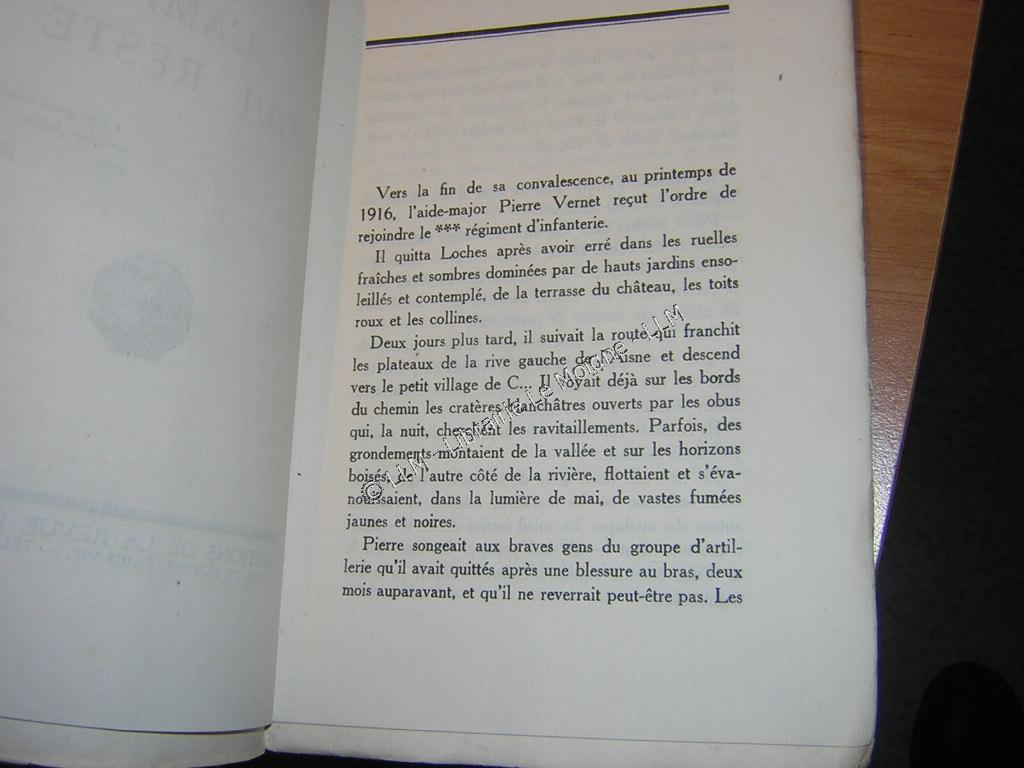 Vers la fin de sa convalescence, au printemps de
1916, l'aide-major Pierre Vernet reçut l'ordre de
rejoindre le *** régiment d'infanterie.
Il quitta Loches après avoir erré dans les ruelles
fraîches et sombres dominées par de hauts jardins enso-
leillés et contemplé, de la terrasse du château, les toits
roux et les collines.
Deux jours plus tard, il suivait la route qui franchit
les plateaux de la rive gauche de l'Aisne et descend
vers le petit village de C... Il voyait déjà sur les bords
du chemin les cratères blanchâtres ouverts par les obus
qui, la nuit, cherchent les ravitaillements. Parfois, des
grondements montaient de la vallée et sur les horizons
boisés de l'autre côté de la rivière, flottaient et s'éva-
nouissaient, dans la lumière de mai, de vastes fumées
jaunes et noires.
Pierre songeait aux braves gens du groupe d'artil-
lerie qu'il avait quittés après une blessure au bras, deux
mois auparavant, et qu'il ne reverrait peut-être pas. Les
© LLM - Librairie Le Moine - LLM